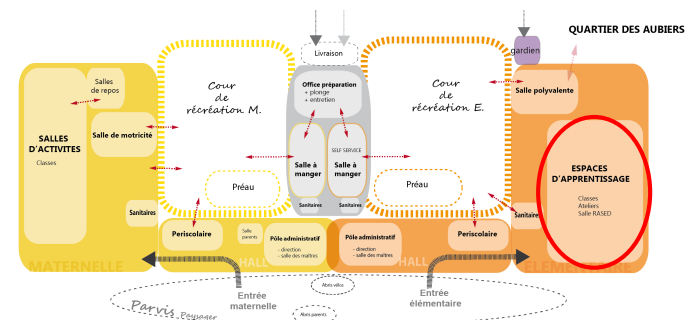 QUARTIER DES AUBIERS
Livraison
gardien
Salles
de repos
Cour
de
récréation M.
Office préparation
+ plonge
+ entretien
Cour
de
récréation E.
Salle polyvalente
SALLES
D'ACTIVITES
Classes
Salle de motricité
Salle à
manger
SELF SERVICE
Salle à
manger
ESPACES
D'APPRENTISSAGE
Classes
Ateliers
Salle RASED
Préau
Préau
Sanitaires
Sanitaires
Sanitaires
Sanitaires
Periscolaire
Salle
parents
Pôle administratif
- direction
- salle des maîtres
Pôle administratif
- direction
- salle des maîtres
Periscolaire
MATERNELLE
HALL
HALL
ELEMENTAIRE
Entrée
maternelle
Abris vélos
Entrée
élémentaire
Parvis Paysager
Abris parents